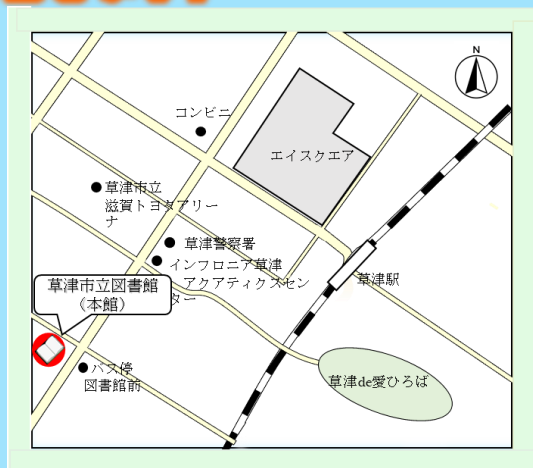 N
コンビニ
エイスクエア
草津市立
滋賀トヨタアリー
ナ
草津警察署
インフロニア草津
アクアティクスセン
ター
草津駅
草津市立図書館
（本館）
バス停
図書館前
草津de愛ひろば